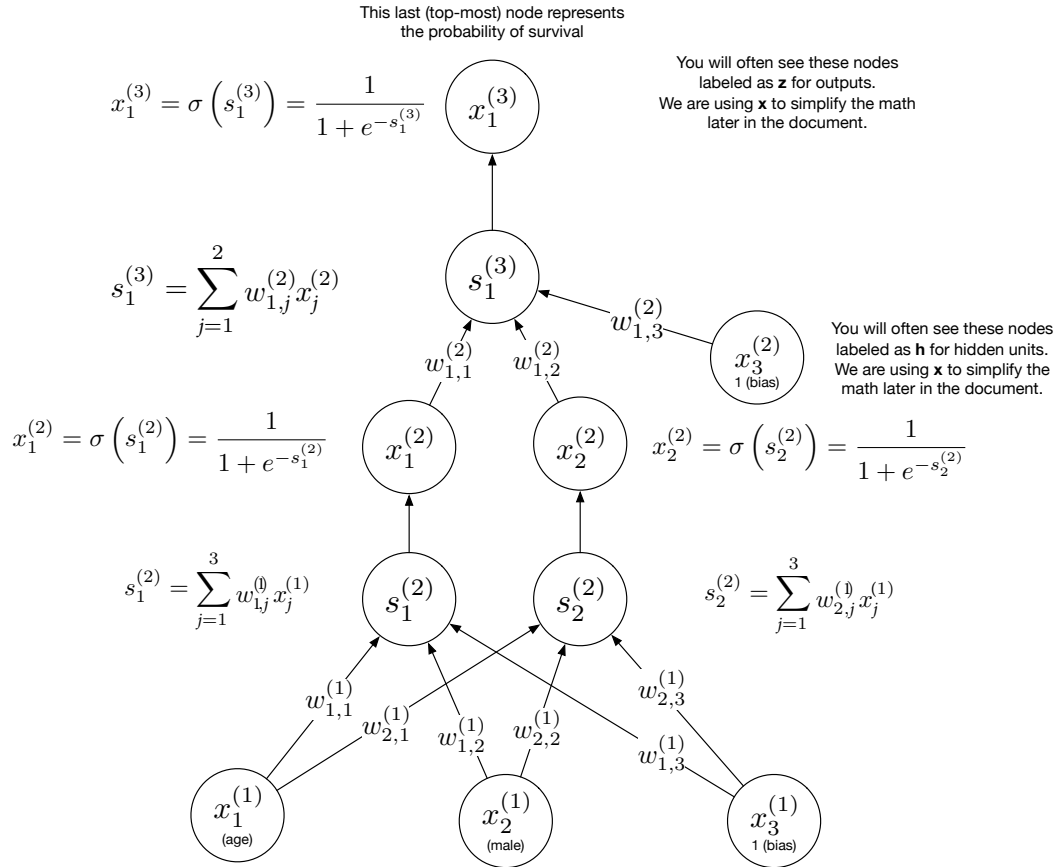 This last (top-most) node represents
the probability of survival
You will often see these nodes
labeled as z for outputs.
We are using x to simplify the math
later in the document.
x_1^{(3)} = σ(s_1^{(3)}) = \frac{1}{1 + e^{-s_1^{(3)}}}
x_1^{(3)}
s_1^{(3)} = \sum_{j=1}^{2} w_{1,j}^{(2)} x_j^{(2)}
s_1^{(3)}
w_{1,3}^{(2)}
x_3^{(2)}
1 (bias)
You will often see these nodes
labeled as h for hidden units.
We are using x to simplify the
math later in the document.
w_{1,1}^{(2)}
w_{1,2}^{(2)}
x_1^{(2)} = σ(s_1^{(2)}) = \frac{1}{1 + e^{-s_1^{(2)}}}
x_1^{(2)}
x_2^{(2)}
x_2^{(2)} = σ(s_2^{(2)}) = \frac{1}{1 + e^{-s_2^{(2)}}}
s_1^{(2)} = \sum_{j=1}^{3} w_{1,j}^{(1)} x_j^{(1)}
s_1^{(2)}
s_2^{(2)}
s_2^{(2)} = \sum_{j=1}^{3} w_{2,j}^{(1)} x_j^{(1)}
w_{1,1}^{(1)}
w_{2,1}^{(1)}
w_{1,2}^{(1)}
w_{2,2}^{(1)}
w_{1,3}^{(1)}
w_{2,3}^{(1)}
x_1^{(1)}
(age)
x_2^{(1)}
(male)
x_3^{(1)}
1 (bias)